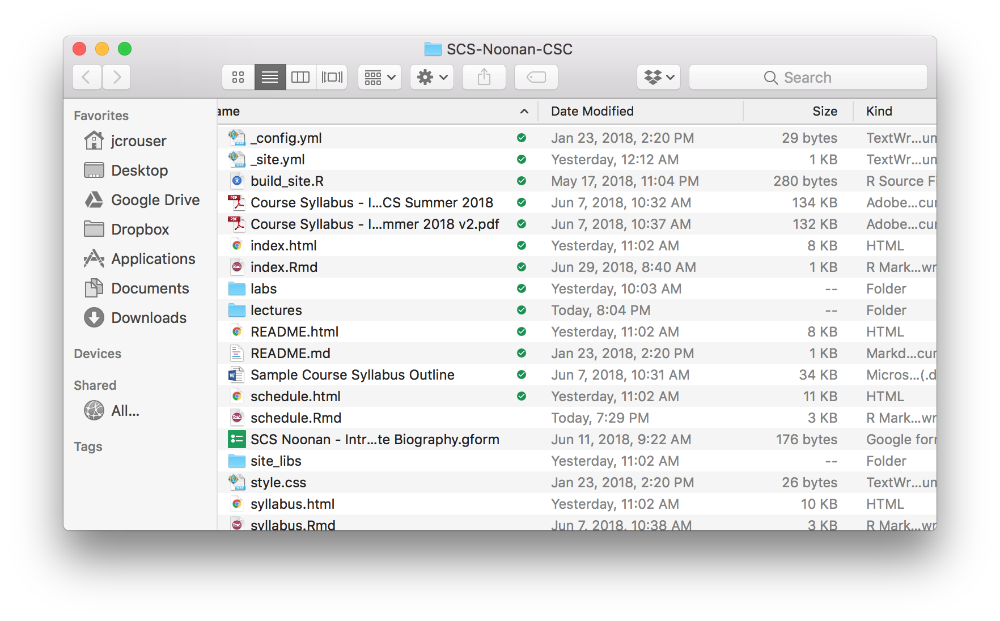 SCS-Noonan-CSC
Search
Favorites
jcrouser
Desktop
Google Drive
Dropbox
Applications
Documents
Downloads
Devices
Shared
All...
Tags
ame Date Modified Size Kind
_config.yml Jan 23, 2018, 2:20 PM 29 bytes TextWr...um
_site.yml Yesterday, 12:12 AM 1 KB TextWr...um
build_site.R May 17, 2018, 11:04 PM 280 bytes R Source Fi
Course Syllabus - I...CS Summer 2018 Jun 7, 2018, 10:32 AM 134 KB Adobe...cur
Course Syllabus - I...mmer 2018 v2.pdf Jun 7, 2018, 10:37 AM 132 KB Adobe...cur
index.html Yesterday, 11:02 AM 8 KB HTML
index.Rmd Jun 29, 2018, 8:40 AM 1 KB R Mark...wr
labs Yesterday, 10:03 AM -- Folder
lectures Today, 8:04 PM -- Folder
README.html Yesterday, 11:02 AM 8 KB HTML
README.md Jan 23, 2018, 2:20 PM 1 KB Markd...cur
Sample Course Syllabus Outline Jun 7, 2018, 10:31 AM 34 KB Micros...(.d
schedule.html Yesterday, 11:02 AM 11 KB HTML
schedule.Rmd Today, 7:29 PM 3 KB R Mark...wr
SCS Noonan - Intr...te Biography.gform Jun 11, 2018, 9:22 AM 176 bytes Google for
site_libs Yesterday, 11:02 AM -- Folder
style.css Jan 23, 2018, 2:20 PM 26 bytes TextWr...um
syllabus.html Yesterday, 11:02 AM 10 KB HTML
syllabus.Rmd Jun 7, 2018, 10:38 AM 3 KB R Mark...wr